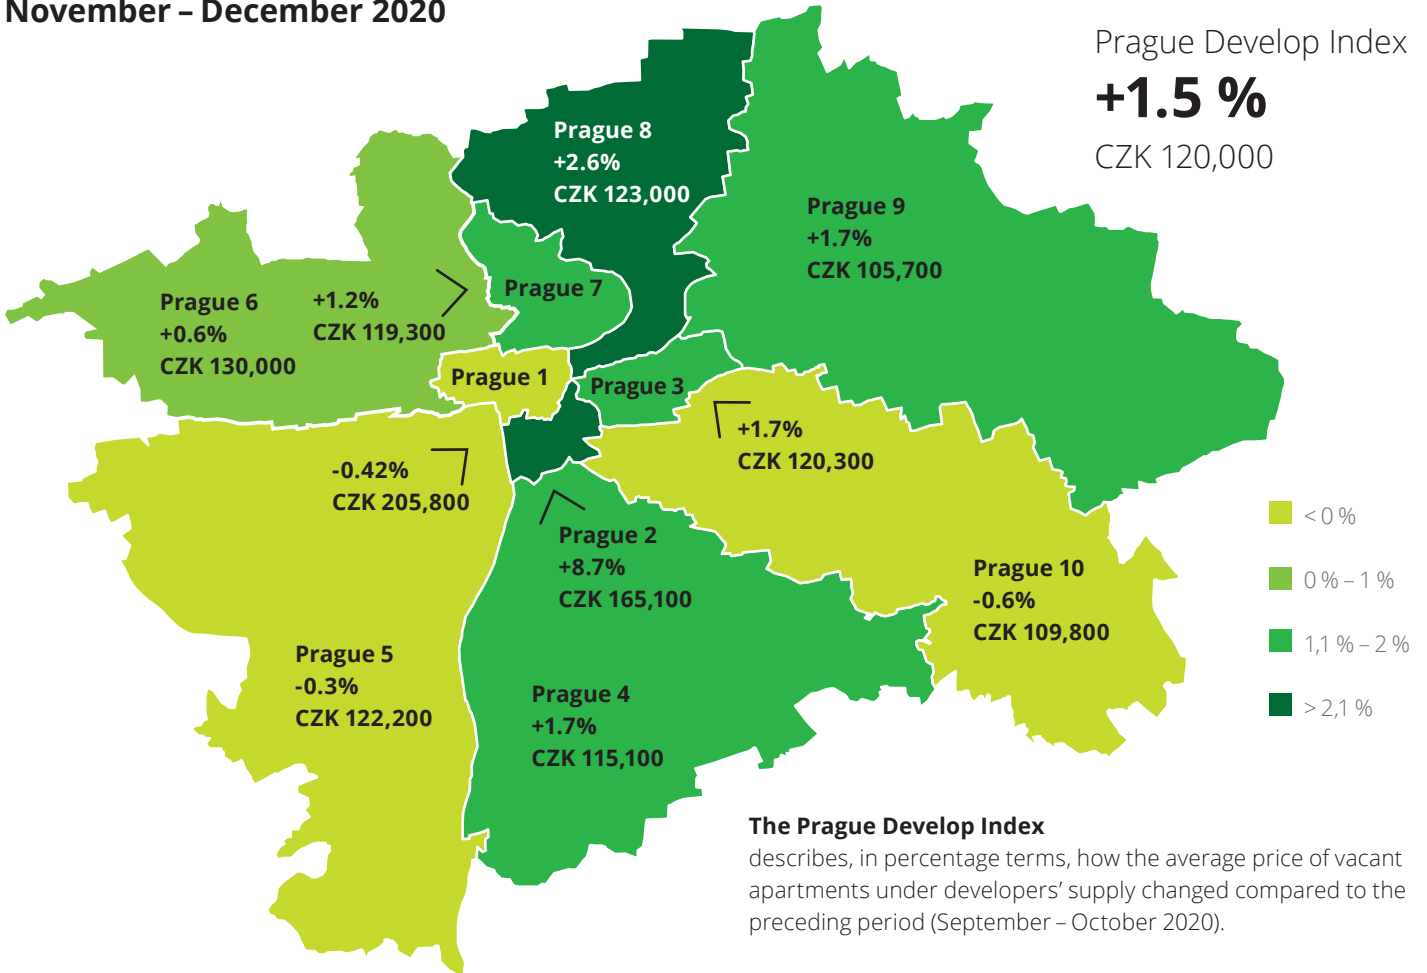 November – December 2020
Prague Develop Index
+1.5 %
CZK 120,000
Prague 8
+2.6%
CZK 123,000
Prague 9
+1.7%
CZK 105,700
Prague 7
+1.2%
CZK 119,300
Prague 6
+0.6%
CZK 130,000
Prague 1
-0.42%
CZK 205,800
Prague 3
+1.7%
CZK 120,300
Prague 2
+8.7%
CZK 165,100
Prague 10
-0.6%
CZK 109,800
Prague 5
-0.3%
CZK 122,200
Prague 4
+1.7%
CZK 115,100
< 0 %
0 % – 1 %
1,1 % – 2 %
> 2,1 %
The Prague Develop Index
describes, in percentage terms, how the average price of vacant
apartments under developers’ supply changed compared to the
preceding period (September – October 2020).